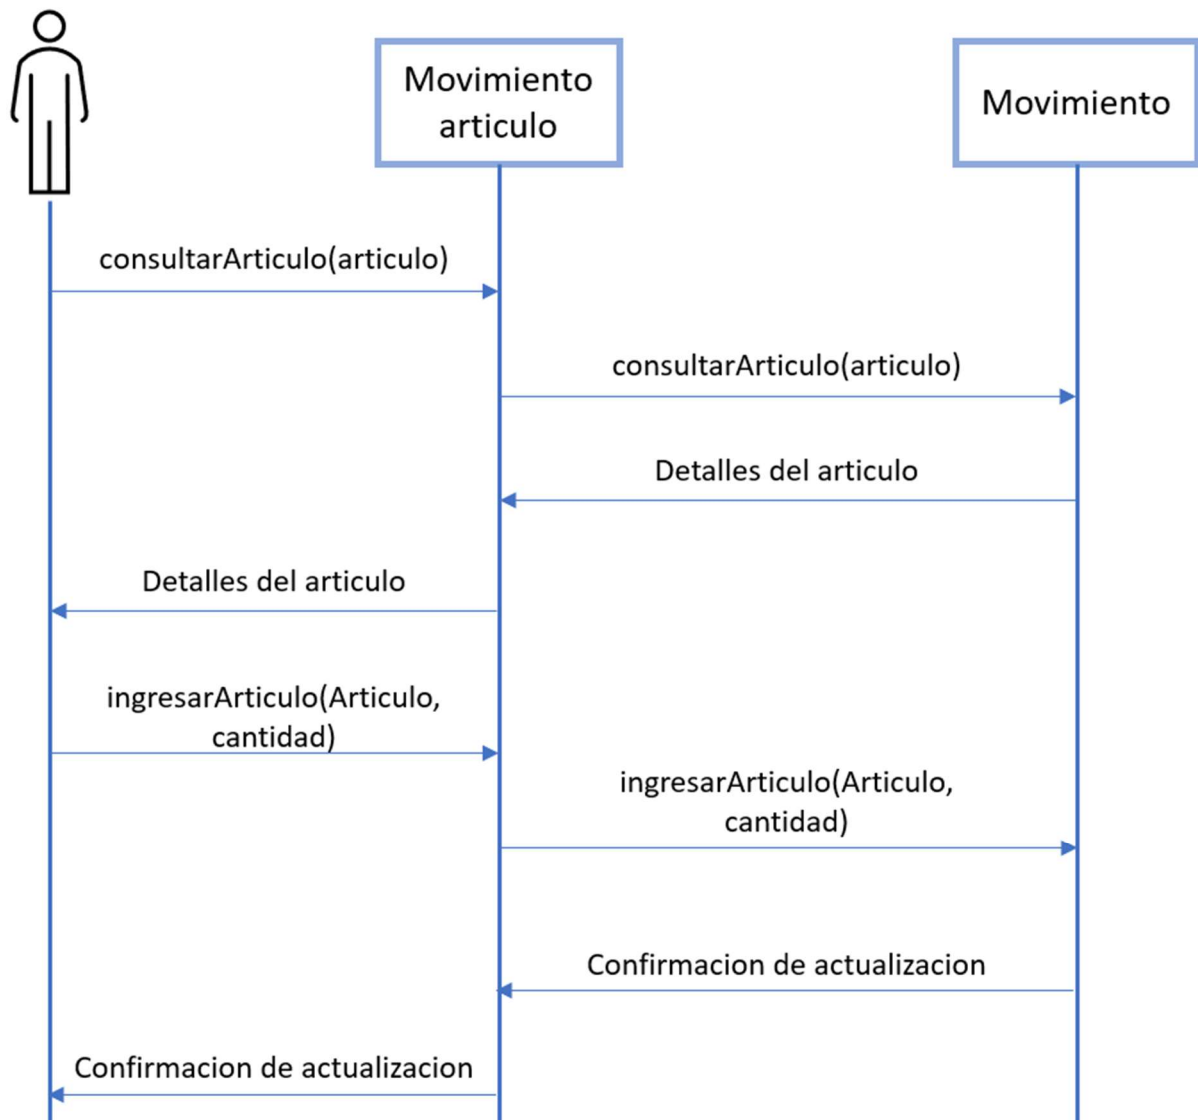 Movimiento
articulo
Movimiento
consultarArticulo(articulo)
consultarArticulo(articulo)
Detalles del articulo
Detalles del articulo
ingresarArticulo(Articulo,
cantidad)
ingresarArticulo(Articulo,
cantidad)
Confirmacion de actualizacion
Confirmacion de actualizacion